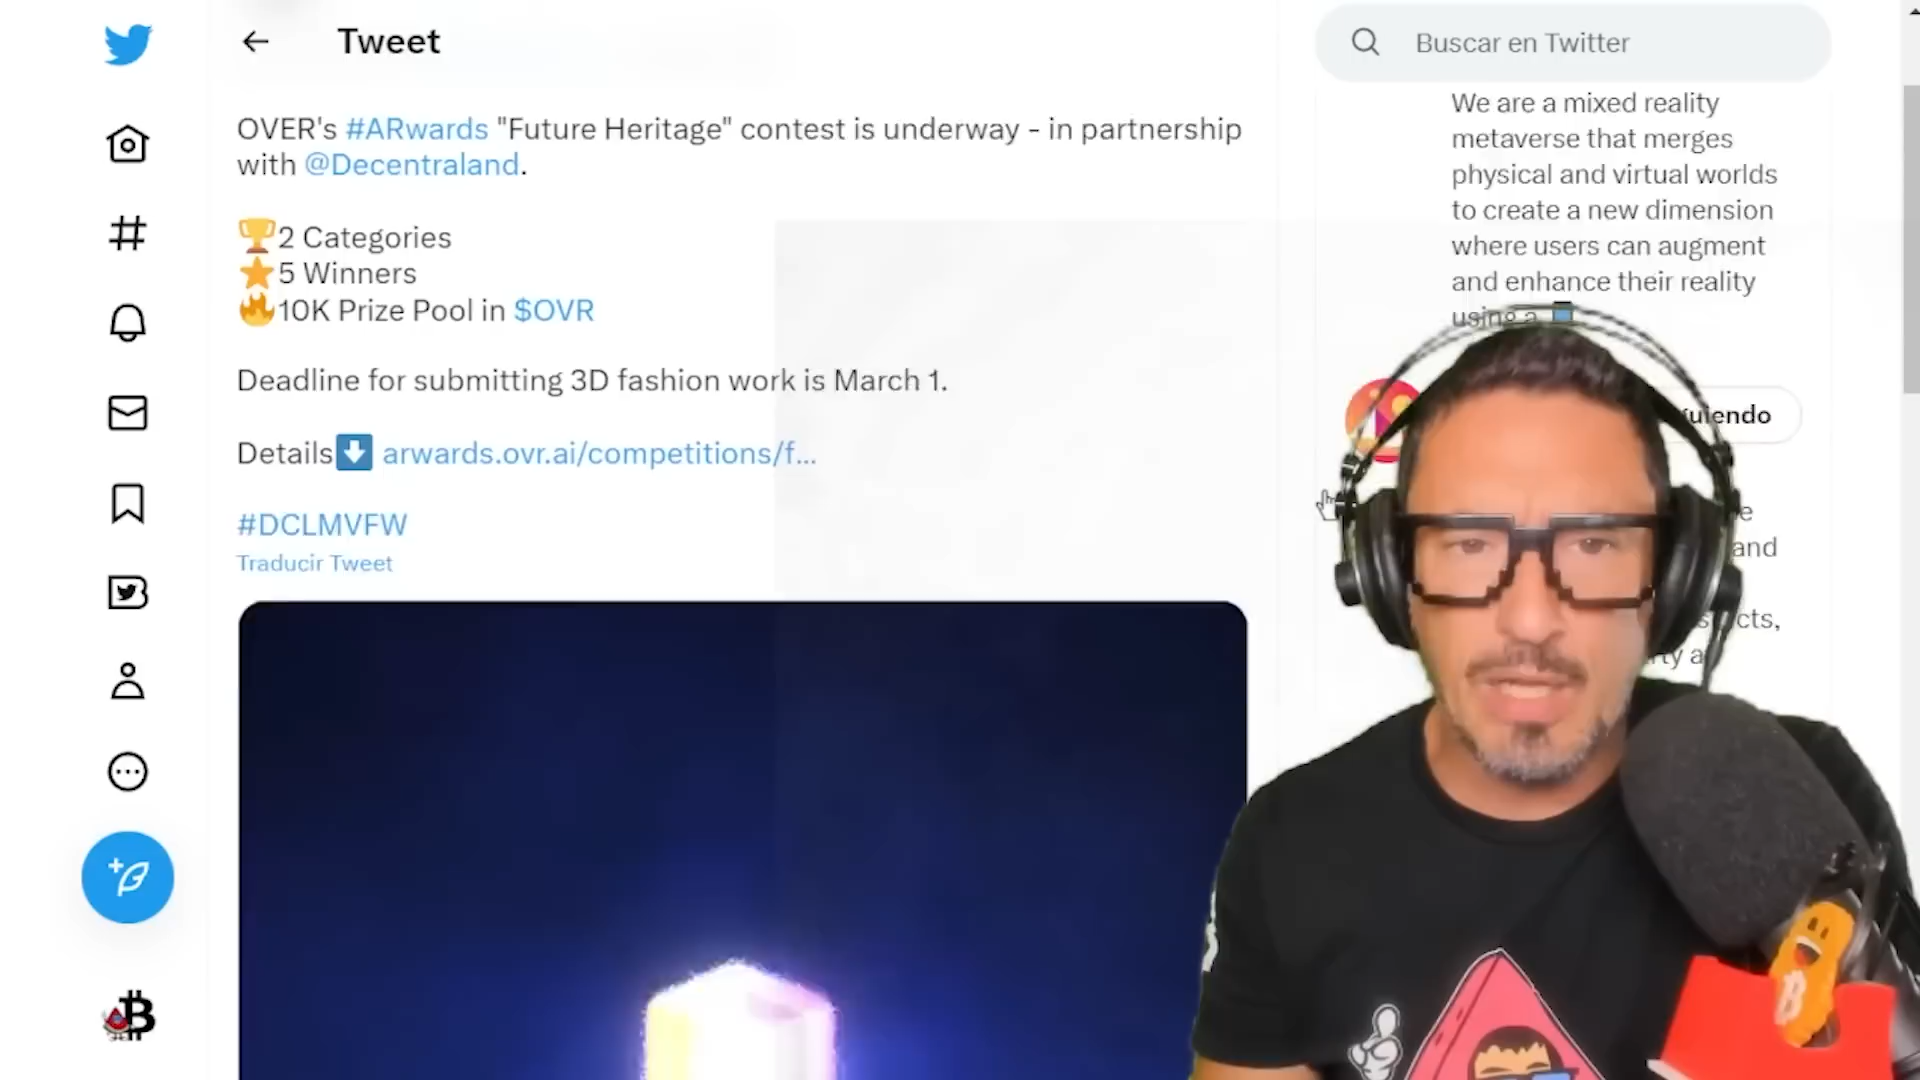 Tweet
Buscar en Twitter
OVER's #ARwards "Future Heritage" contest is underway - in partnership
with @Decentraland.
2 Categories
5 Winners
10K Prize Pool in $OVR
Deadline for submitting 3D fashion work is March 1.
Details arwards.ovr.ai/competitions/f...
#DCLMVFW
Traducir Tweet
We are a mixed reality
metaverse that merges
physical and virtual worlds
to create a new dimension
where users can augment
and enhance their reality
using a
and